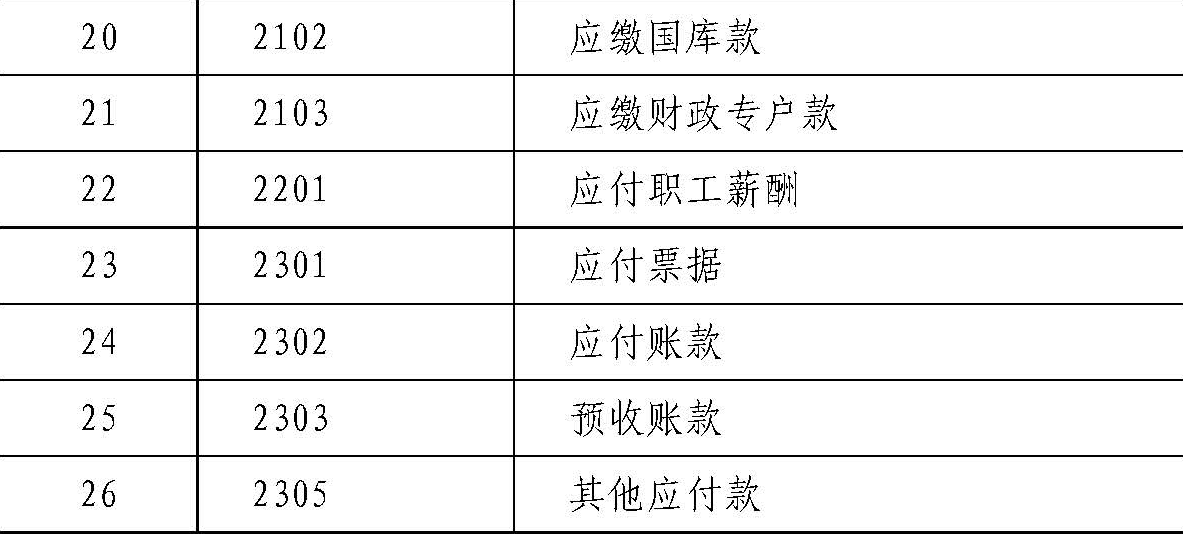 20 2102 应缴国库款
21 2103 应缴财政专户款
22 2201 应付职工薪酬
23 2301 应付票据
24 2302 应付账款
25 2303 预收账款
26 2305 其他应付款